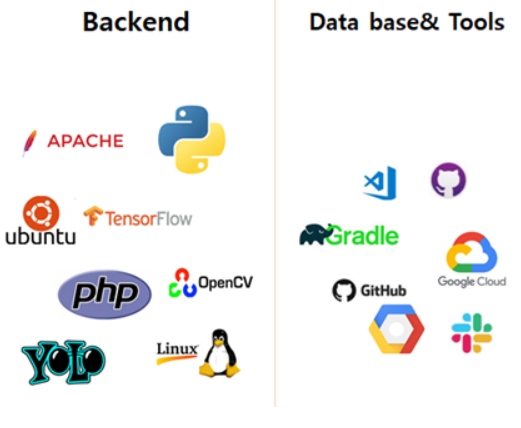 Backend
Data base& Tools
APACHE
ubuntu
TensorFlow
Gradle
Google Cloud
php
OpenCV
GitHub
YOLO
Linux